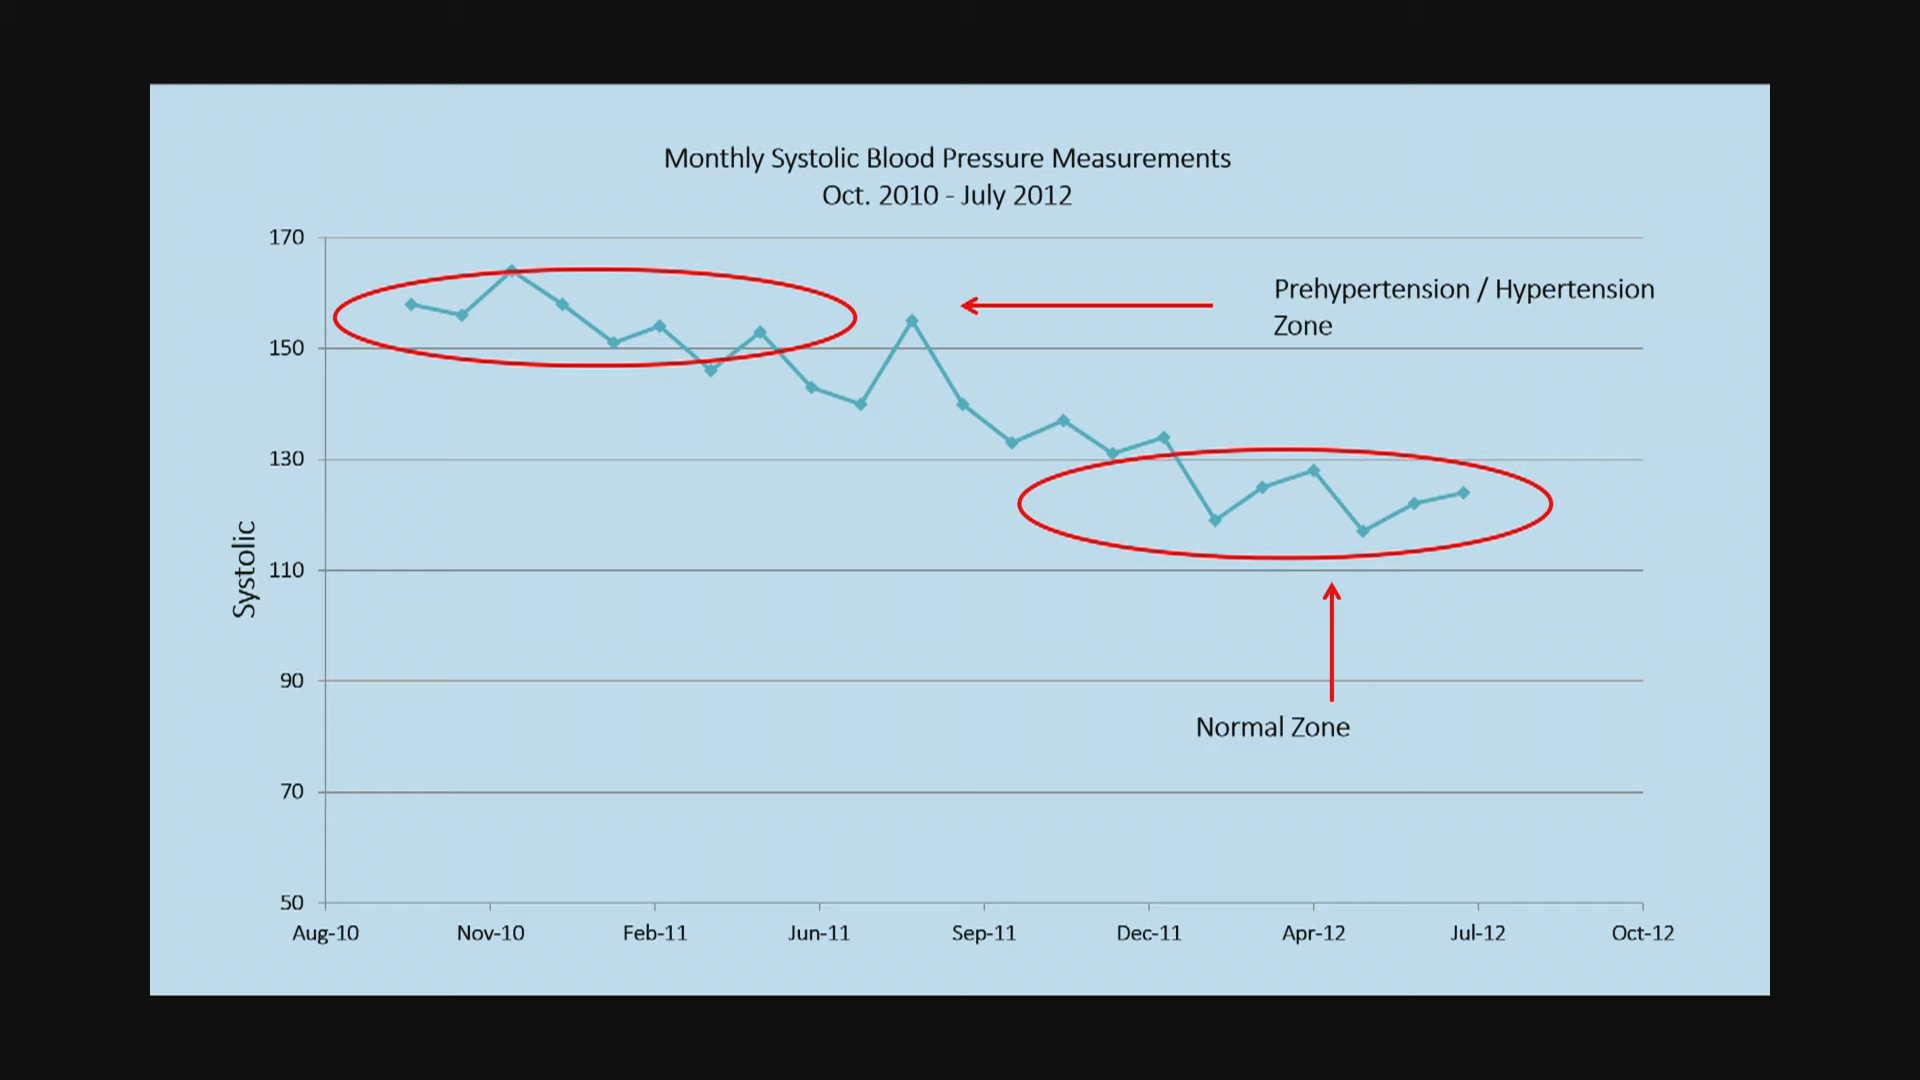 Monthly Systolic Blood Pressure Measurements
Oct. 2010 - July 2012
170
150
130
110
90
70
50
Systolic
Prehypertension / Hypertension
Zone
Normal Zone
Aug-10 Nov-10 Feb-11 Jun-11 Sep-11 Dec-11 Apr-12 Jul-12 Oct-12